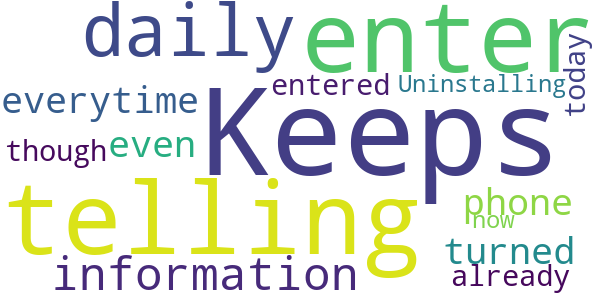 daily
enter
today
everytime
entered
Uninstalling
Keeps
though
even
telling
phone
now
turned
information
already